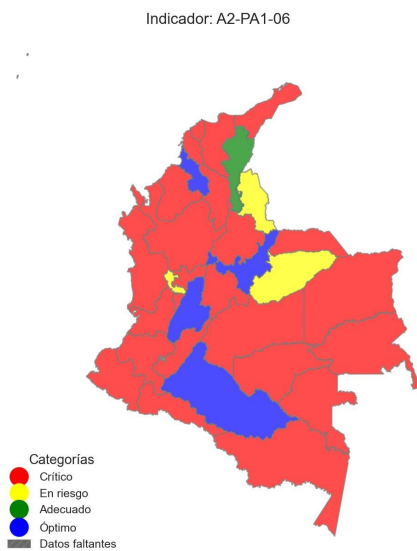 Indicador: A2-PA1-06
Categorías
Crítico
En riesgo
Adecuado
Óptimo
Datos faltantes